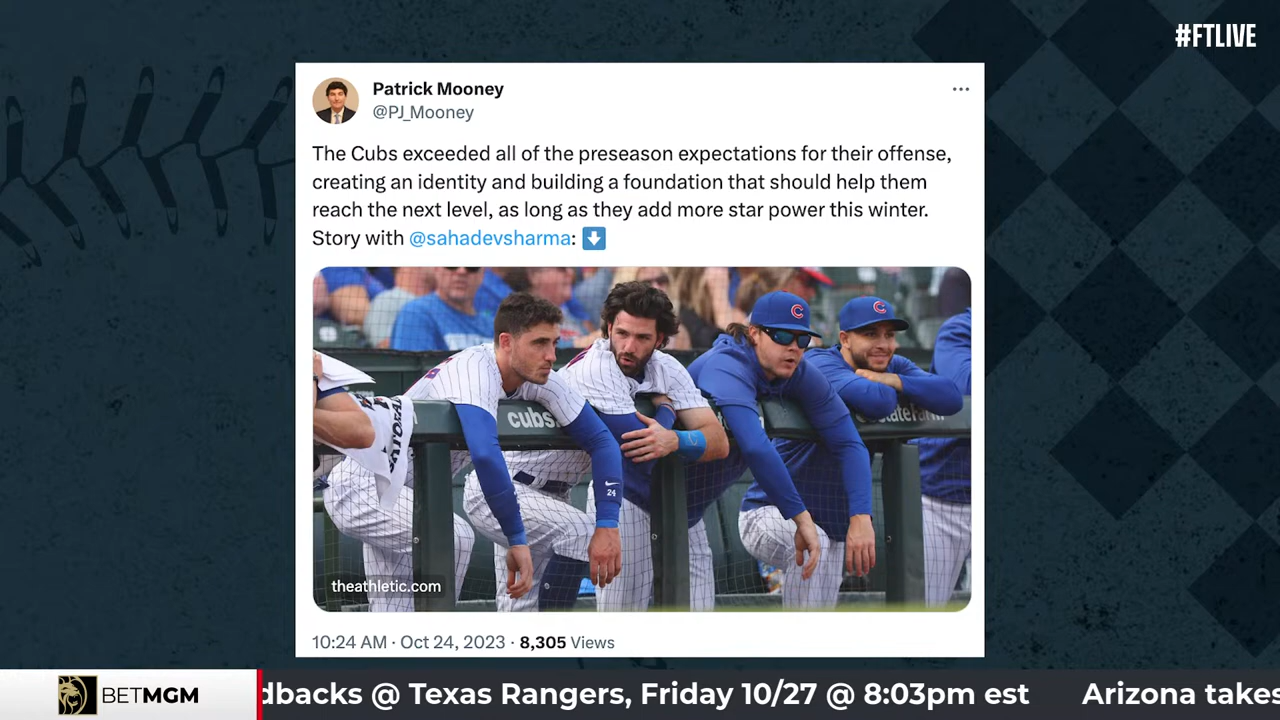 #FTLIVE
Patrick Mooney
@PJ_Mooney
The Cubs exceeded all of the preseason expectations for their offense,
creating an identity and building a foundation that should help them
reach the next level, as long as they add more star power this winter.
Story with @sahadevsharma: ⬇️
cubs.
StateFarm
24
theathletic.com
10:24 AM · Oct 24, 2023 · 8,305 Views
BETMGM
dbacks @ Texas Rangers, Friday 10/27 @ 8:03pm est
Arizona takes